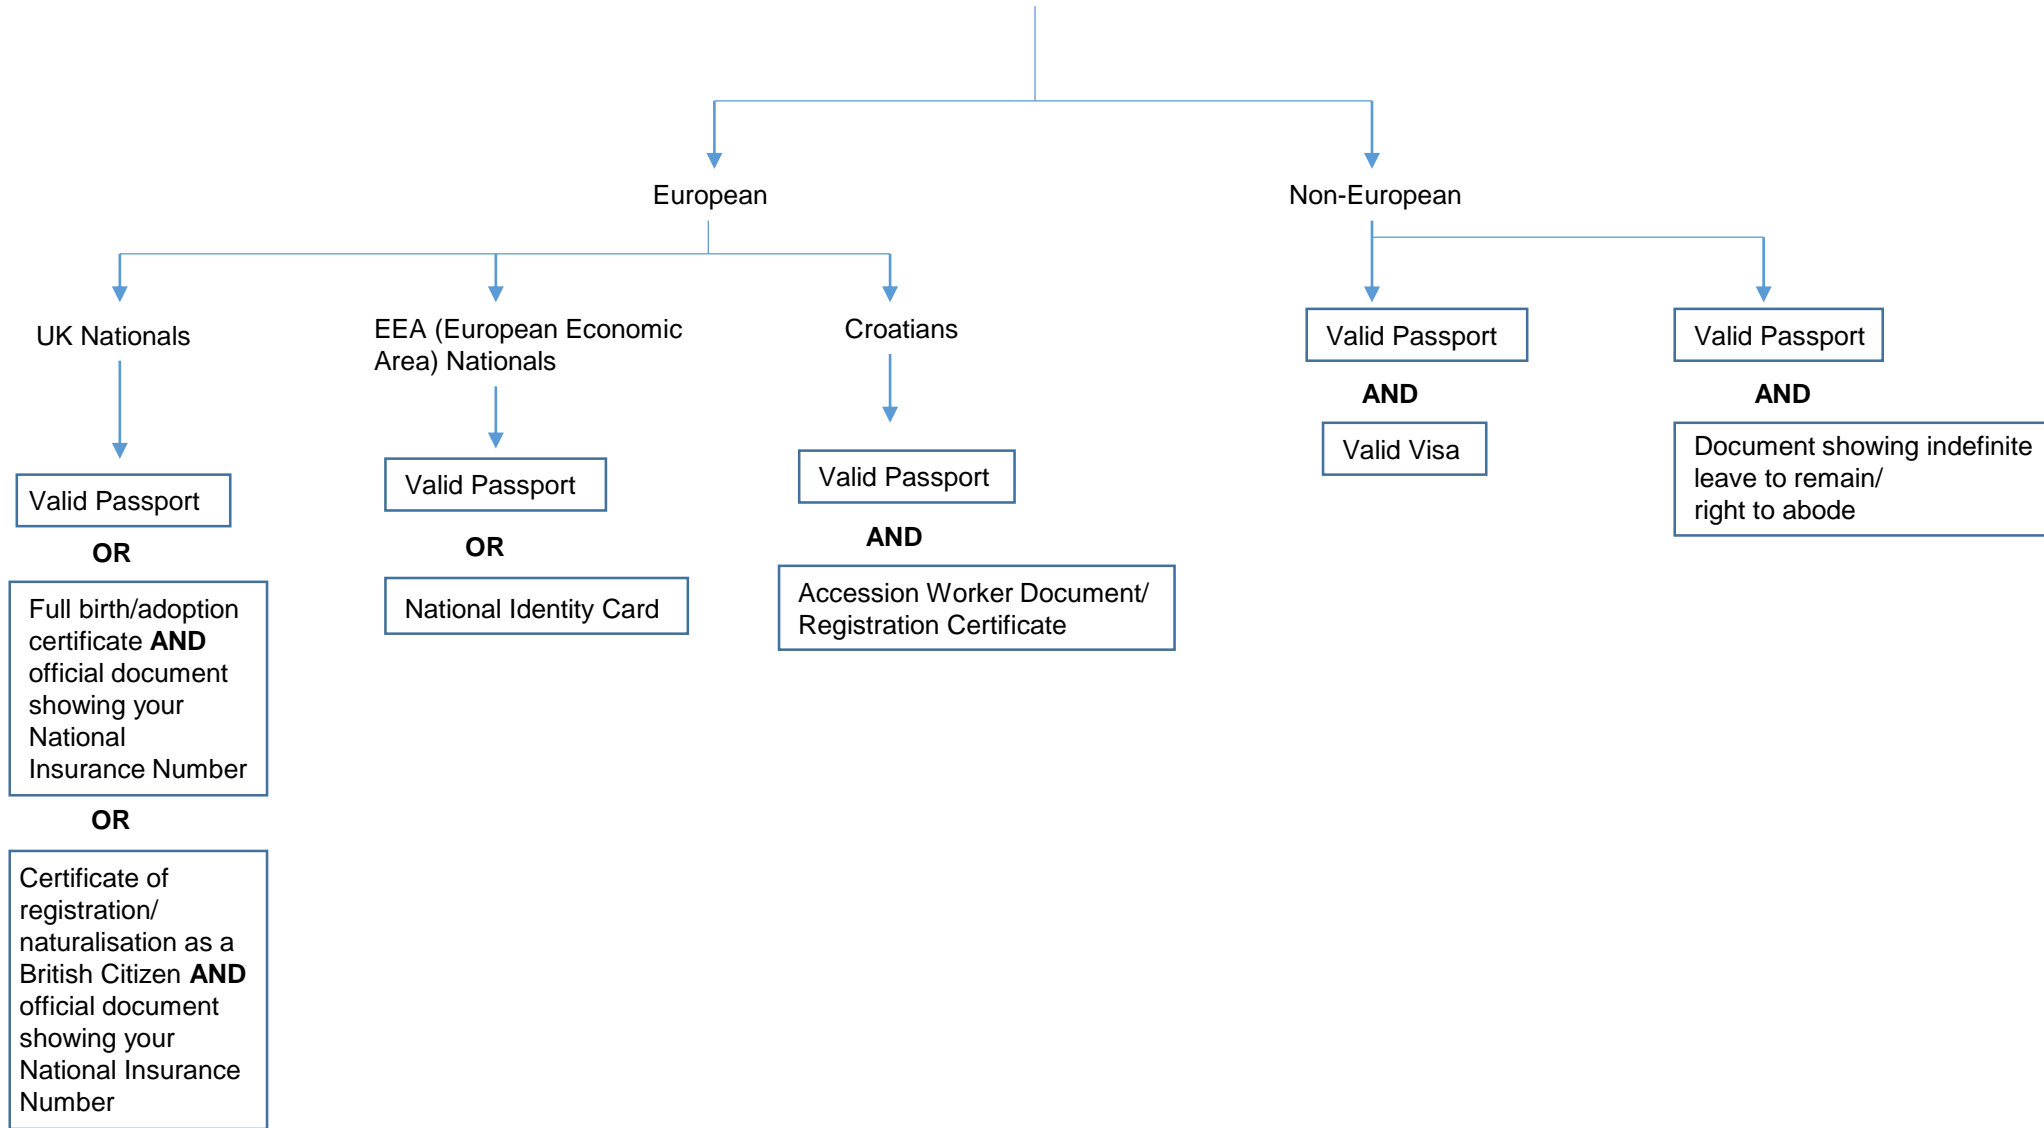 European
Non-European
UK Nationals
Valid Passport
OR
Full birth/adoption
certificate AND
official document
showing your
National
Insurance Number
OR
Certificate of
registration/
naturalisation as a
British Citizen AND
official document
showing your
National Insurance
Number
EEA (European Economic
Area) Nationals
Valid Passport
OR
National Identity Card
Croatians
Valid Passport
AND
Accession Worker Document/
Registration Certificate
Valid Passport
AND
Valid Visa
Valid Passport
AND
Document showing indefinite
leave to remain/
right to abode